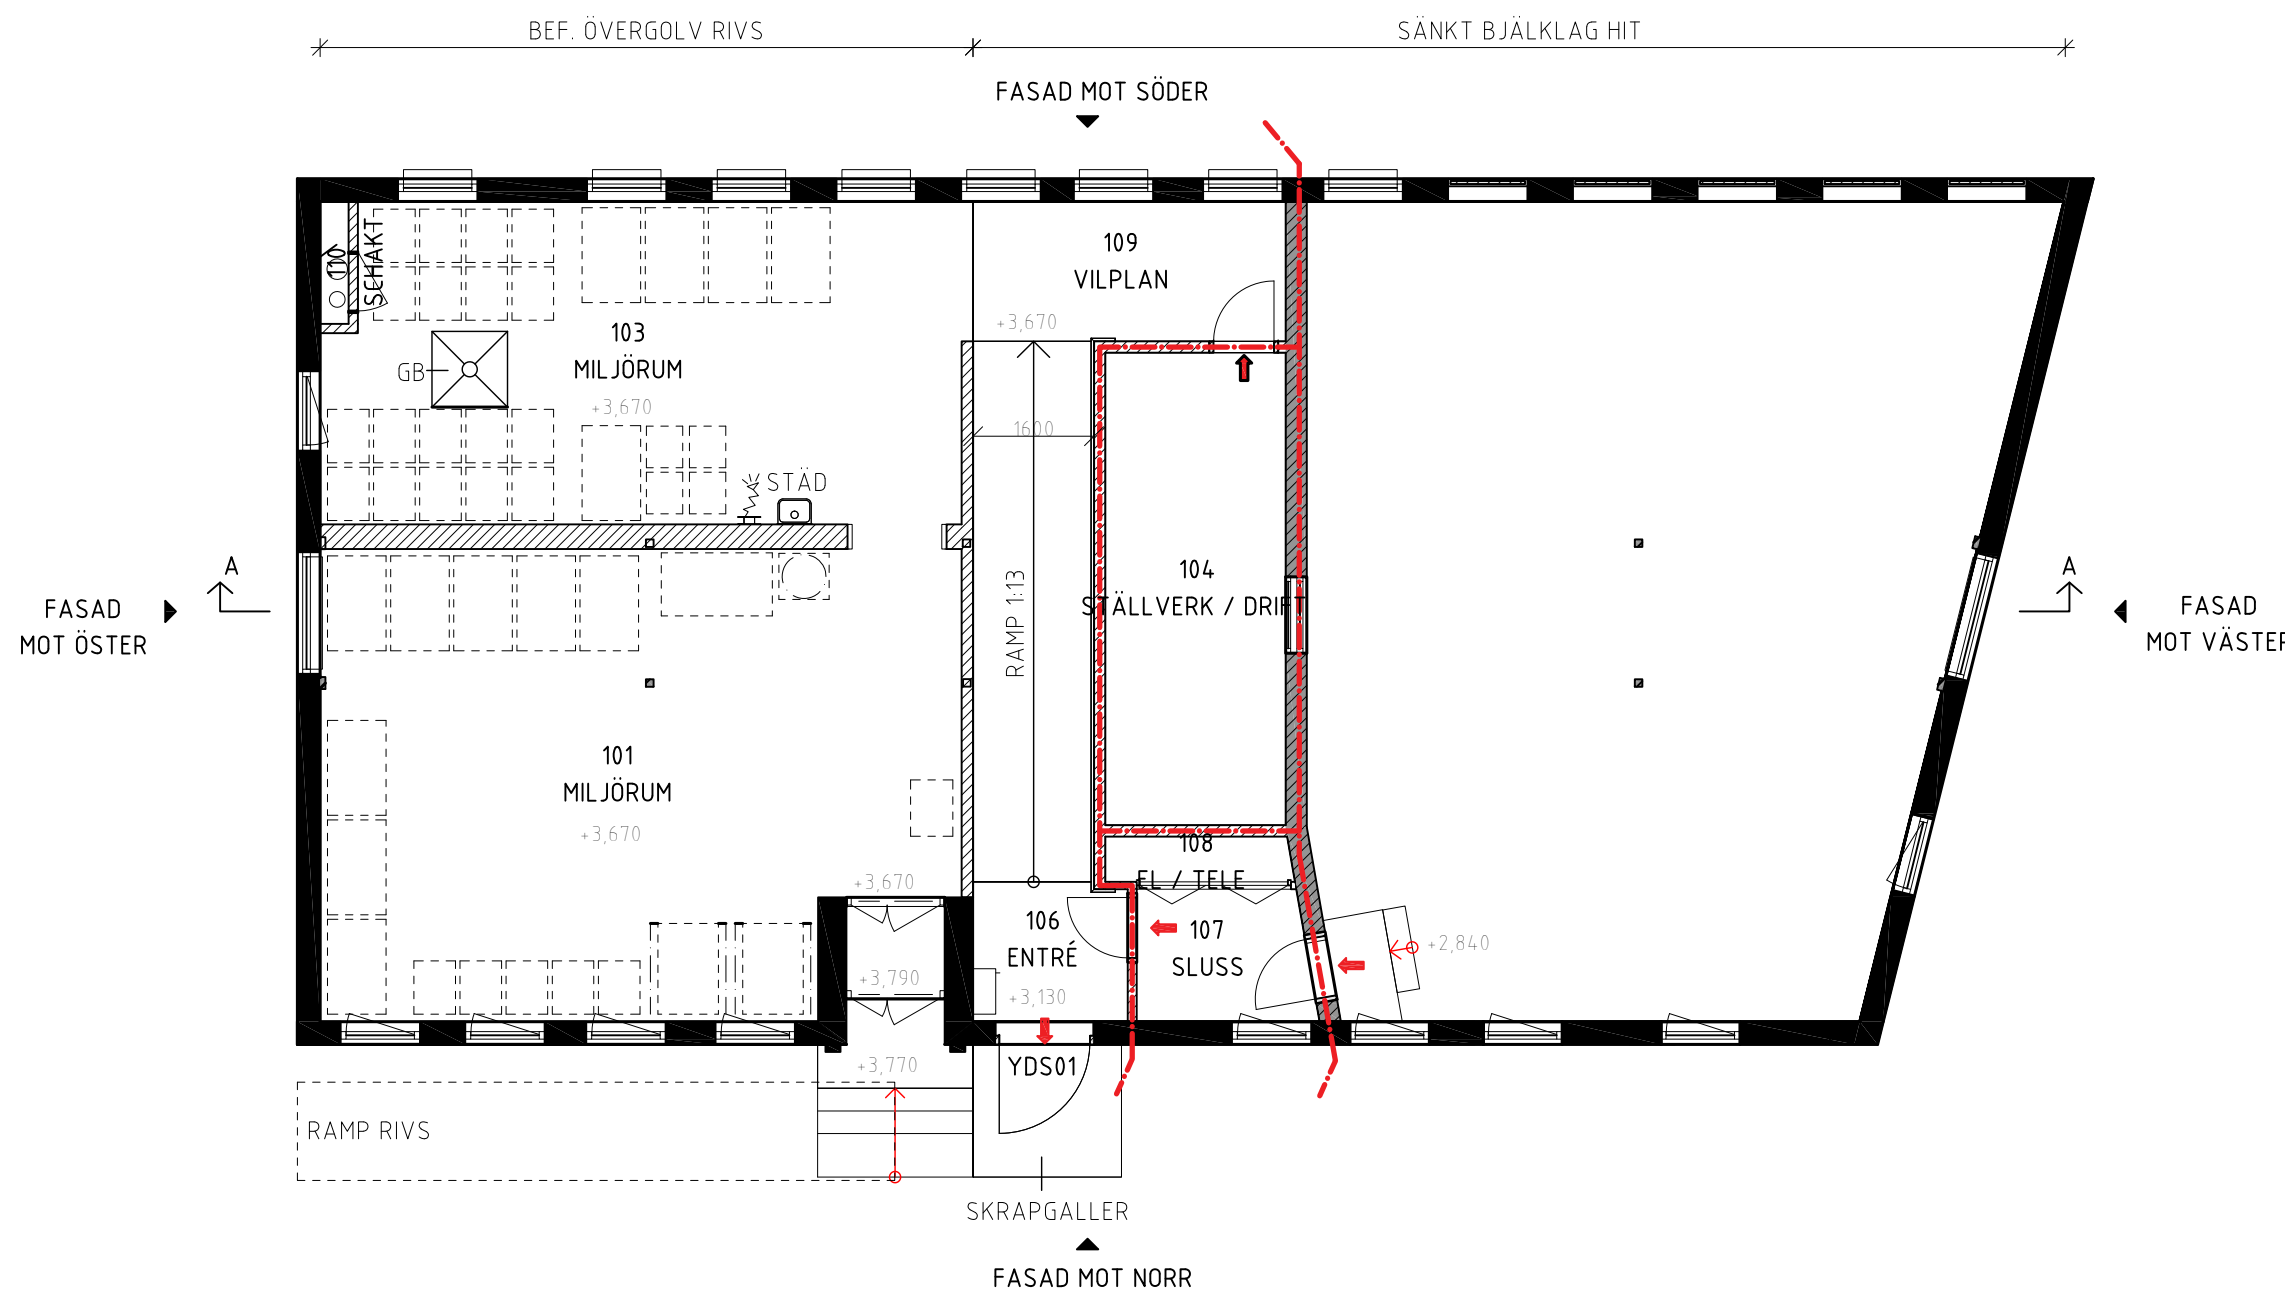 BEF. ÖVERGOLV RIVS
SÄNKT BJÄLKLAG HIT
FASAD MOT SÖDER
110
SCHAKT
109
VILPLAN
103
MILJÖRUM
+3,670
GB
+3,670
1600
STÄD
A
FASAD
MOT ÖSTER
RAMP 1:13
104
STÄLLVERK / DRIFT
A
FASAD
MOT VÄSTER
101
MILJÖRUM
+3,670
108
EL / TELE
+3,670
106
ENTRÉ
+3,130
107
SLUSS
+2,840
+3,790
+3,770
YDS01
RAMP RIVS
SKRAPGALLER
FASAD MOT NORR